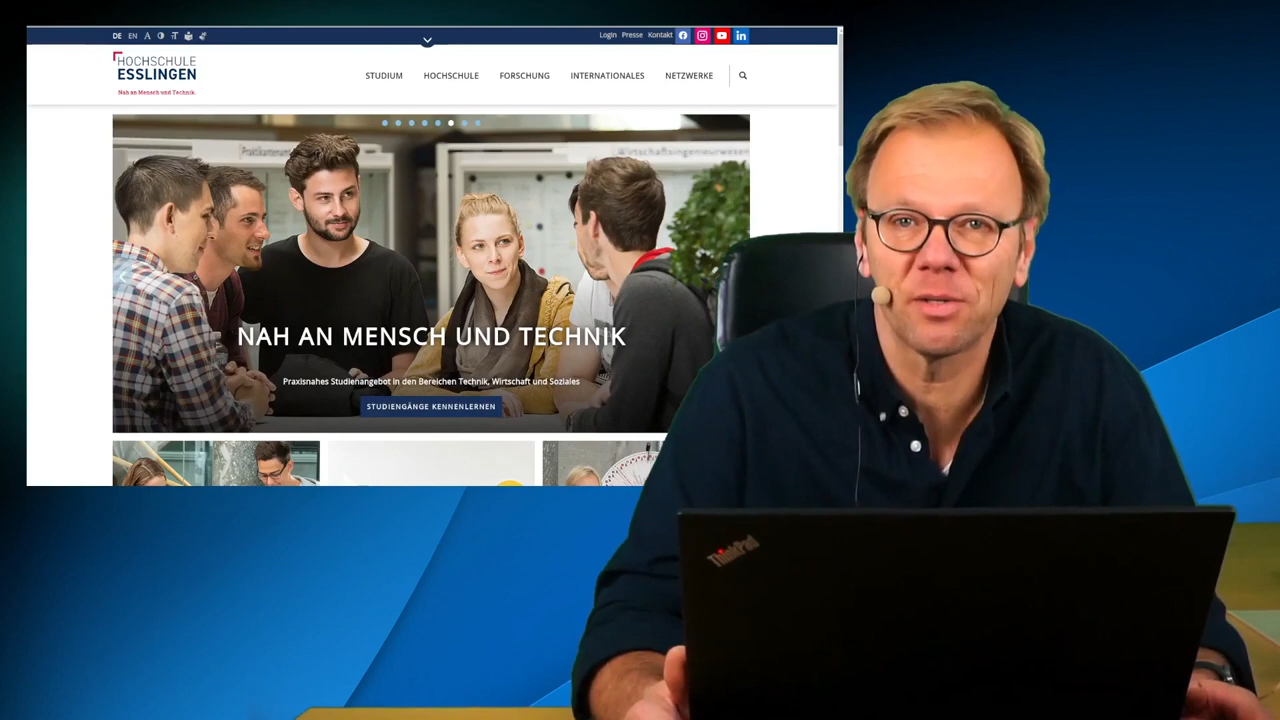 DE EN
Login Presse Kontakt
HOCHSCHULE
ESSLINGEN
Nah an Mensch und Technik.
STUDIUM HOCHSCHULE FORSCHUNG INTERNATIONALES NETZWERKE
NAH AN MENSCH UND TECHNIK
Praxisnahes Studienangebot in den Bereichen Technik, Wirtschaft und Soziales
STUDIENGÄNGE KENNENLERNEN
ThinkPad